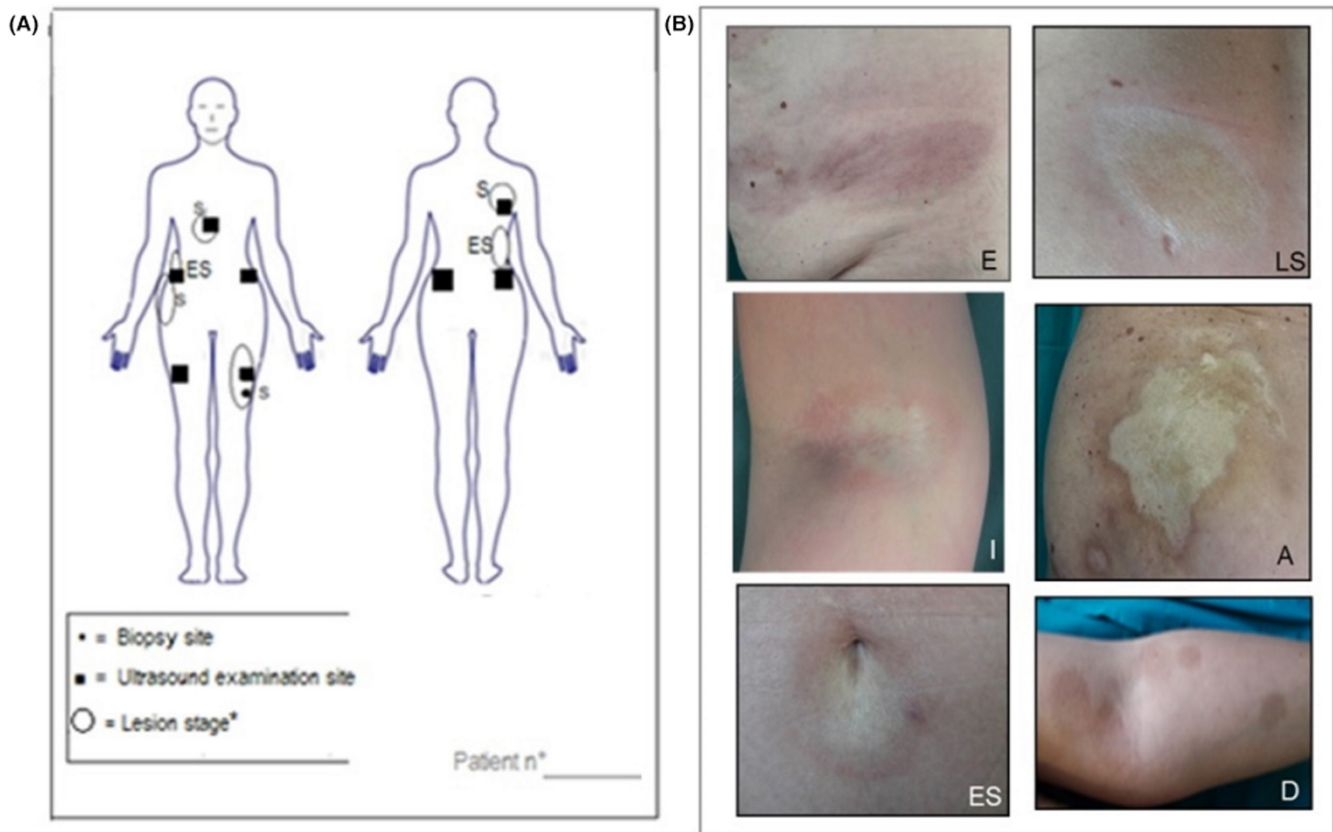 (A)
(B)
S
ES
s
s
S
ES
• = Biopsy site
■ = Ultrasound examination site
○ = Lesion stage*
Patient n°
E
LS
I
A
ES
D